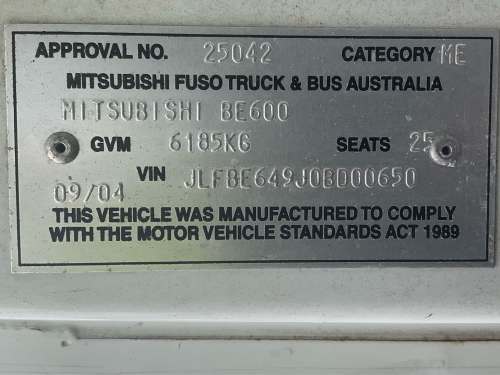 APPROVAL NO. 25042 CATEGORY ME
MITSUBISHI FUSO TRUCK & BUS AUSTRALIA
MITSUBISHI BE600
GVM 6185KG SEATS 25
VIN JLFBE649J0BD00650
09/04
THIS VEHICLE WAS MANUFACTURED TO COMPLY
WITH THE MOTOR VEHICLE STANDARDS ACT 1989